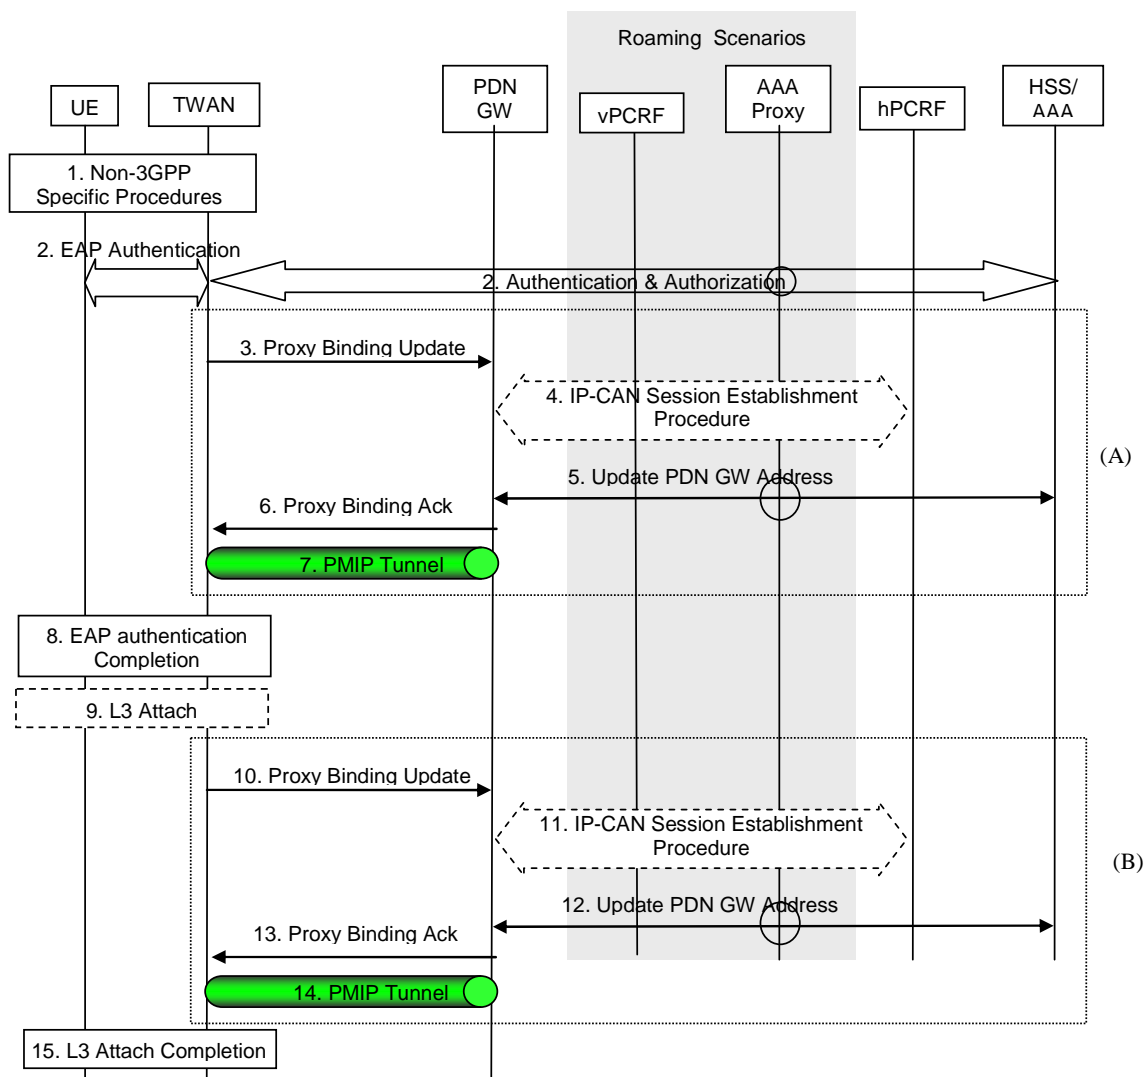 Roaming Scenarios
UE
TWAN
PDN
GW
vPCRF
AAA
Proxy
hPCRF
HSS/
AAA
1. Non-3GPP
Specific Procedures
2. EAP Authentication
2. Authentication & Authorization
3. Proxy Binding Update
4. IP-CAN Session Establishment
Procedure
(A)
5. Update PDN GW Address
6. Proxy Binding Ack
7. PMIP Tunnel
8. EAP authentication
Completion
9. L3 Attach
10. Proxy Binding Update
11. IP-CAN Session Establishment
Procedure
(B)
12. Update PDN GW Address
13. Proxy Binding Ack
14. PMIP Tunnel
15. L3 Attach Completion